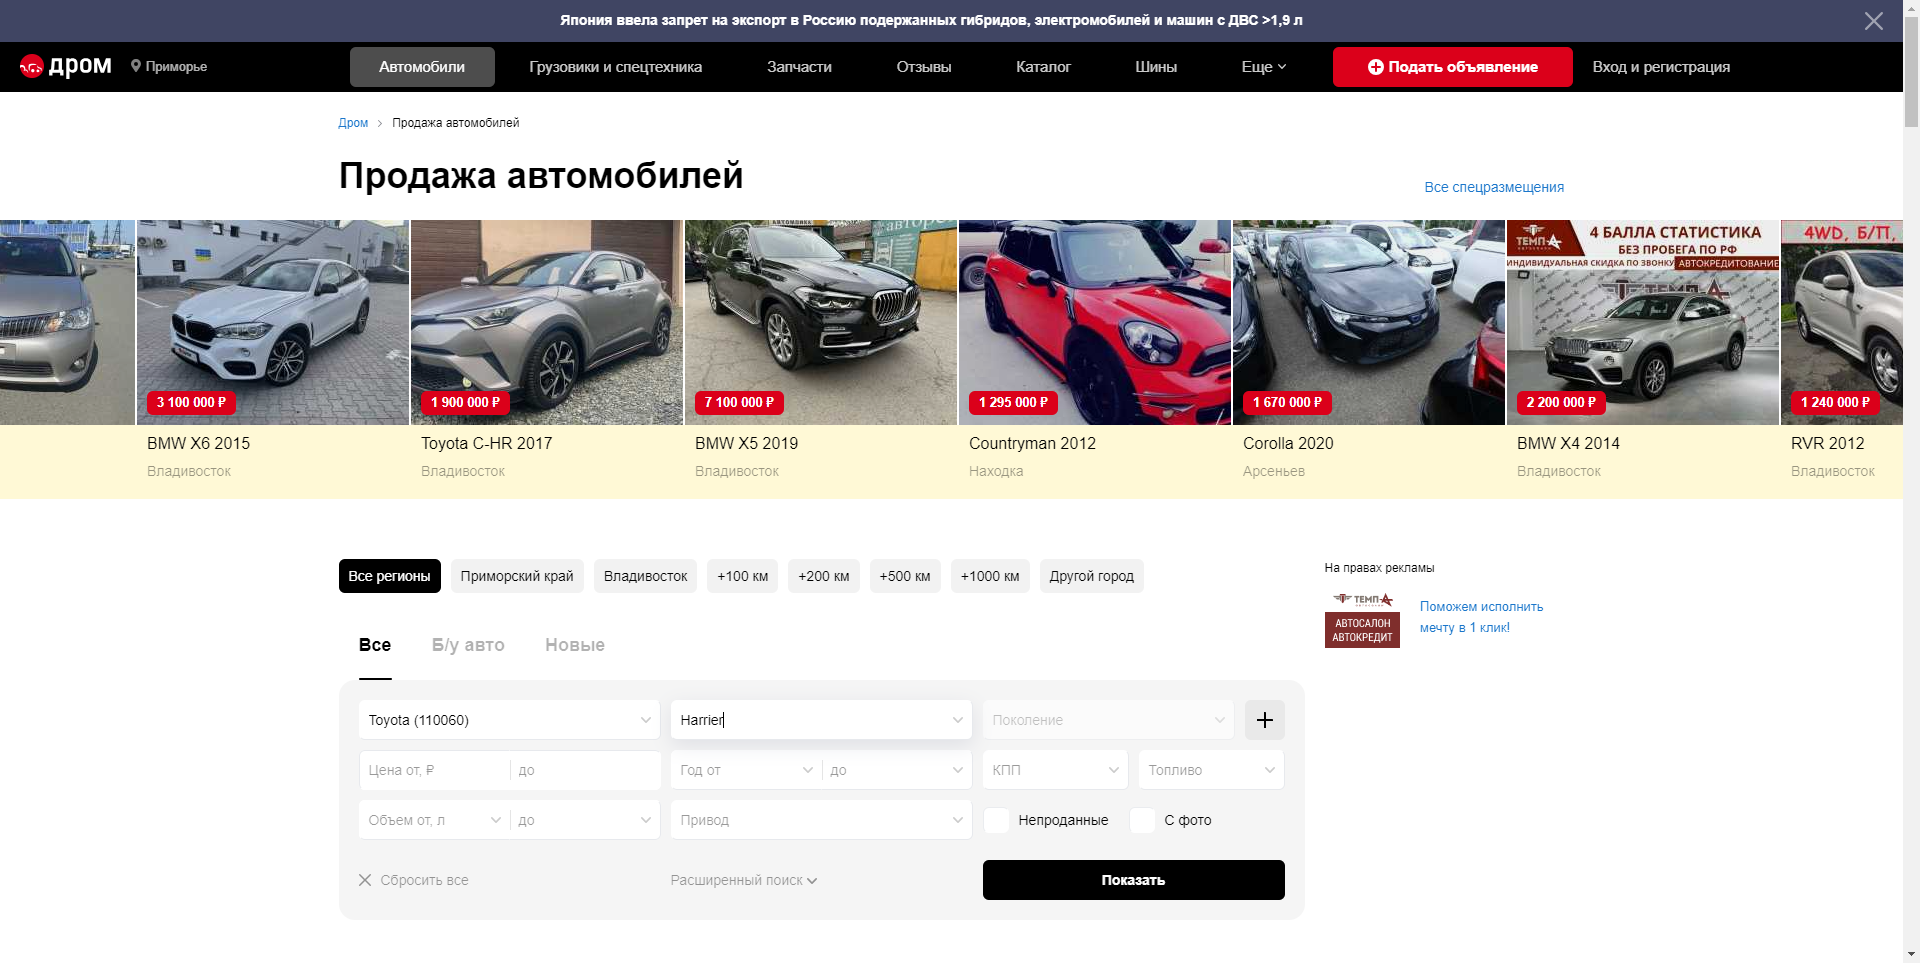 Япония ввела запрет на экспорт в Россию подержанных гибридов, электромобилей и машин с ДВС >1,9 л
дром
Приморье
Автомобили
Грузовики и спецтехника
Запчасти
Отзывы
Каталог
Шины
Еще
Подать объявление
Вход и регистрация
Дром > Продажа автомобилей
Продажа автомобилей
Все спецразмещения
3 100 000 ₽
BMW X6 2015
Владивосток
1 900 000 ₽
Toyota C-HR 2017
Владивосток
7 100 000 ₽
BMW X5 2019
Владивосток
1 295 000 ₽
Countryman 2012
Находка
1 670 000 ₽
Corolla 2020
Арсеньев
ТЕМП-А
4 БАЛЛА СТАТИСТИКА
БЕЗ ПРОБЕГА ПО РФ
ИНДИВИДУАЛЬНАЯ СКИДКА ПО ЗВОНКУ
АВТОКРЕДИТОВАНИЕ
2 200 000 ₽
BMW X4 2014
Владивосток
4WD, Б/П,
1 240 000 ₽
RVR 2012
Владивосток
Все регионы
Приморский край
Владивосток
+100 км
+200 км
+500 км
+1000 км
Другой город
На правах рекламы
ТЕМП-А
АВТОСАЛОН
АВТОКРЕДИТ
Поможем исполнить
мечту в 1 клик!
Все
Б/у авто
Новые
Toyota (110060)
Harrier
Поколение
Цена от, ₽
до
Год от
до
КПП
Топливо
Объем от, л
до
Привод
Непроданные
С фото
Сбросить все
Расширенный поиск
Показать